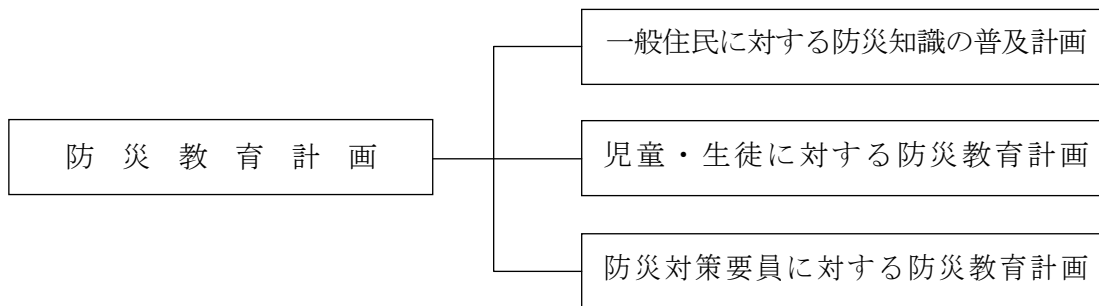 一般住民に対する防災知識の普及計画
防災教育計画
児童・生徒に対する防災教育計画
防災対策要員に対する防災教育計画